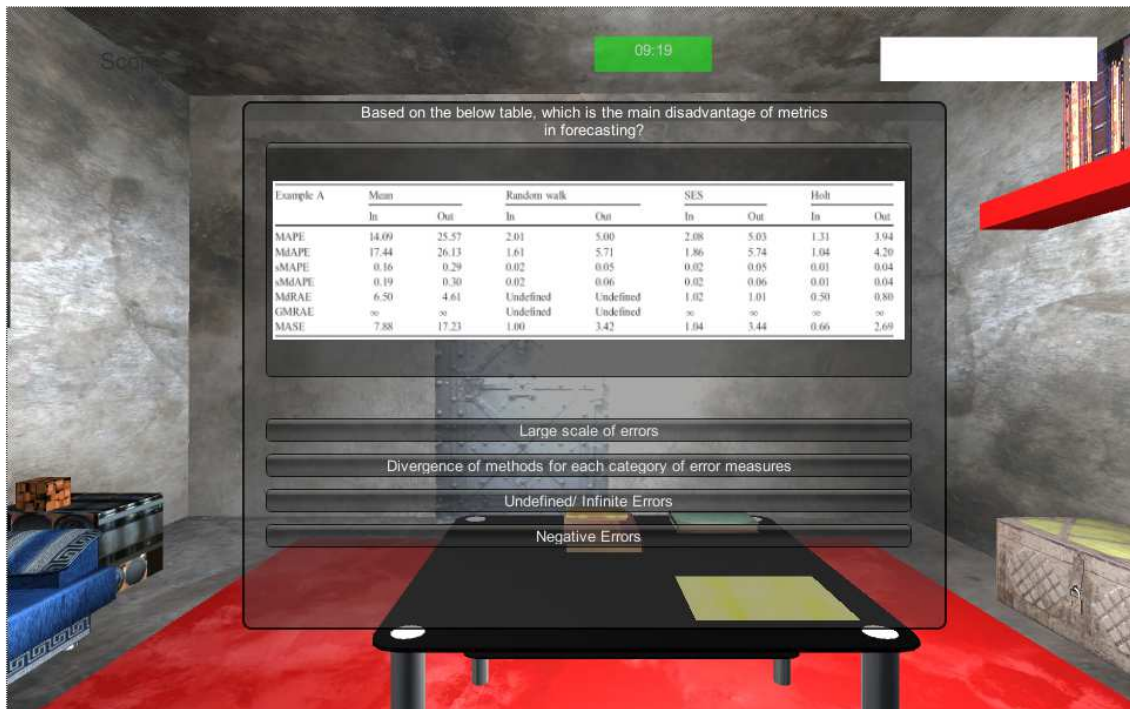 Score
09:19
Based on the below table, which is the main disadvantage of metrics
in forecasting?
Example A Mean Random walk SES Holt
In Out In Out In Out In Out
MAPE 14.09 25.57 2.01 5.00 2.08 5.03 1.31 3.94
MdAPE 17.44 26.13 1.61 5.71 1.86 5.74 1.04 4.20
sMAPE 0.16 0.29 0.02 0.05 0.02 0.05 0.01 0.04
sMdAPE 0.19 0.30 0.02 0.06 0.02 0.06 0.01 0.04
MdRAE 6.50 4.61 Undefined Undefined 1.02 1.01 0.50 0.80
GMRAE ∞ ∞ Undefined Undefined ∞ ∞ ∞ ∞
MASE 7.88 17.23 1.00 3.42 1.04 3.44 0.66 2.69
Large scale of errors
Divergence of methods for each category of error measures
Undefined/ Infinite Errors
Negative Errors